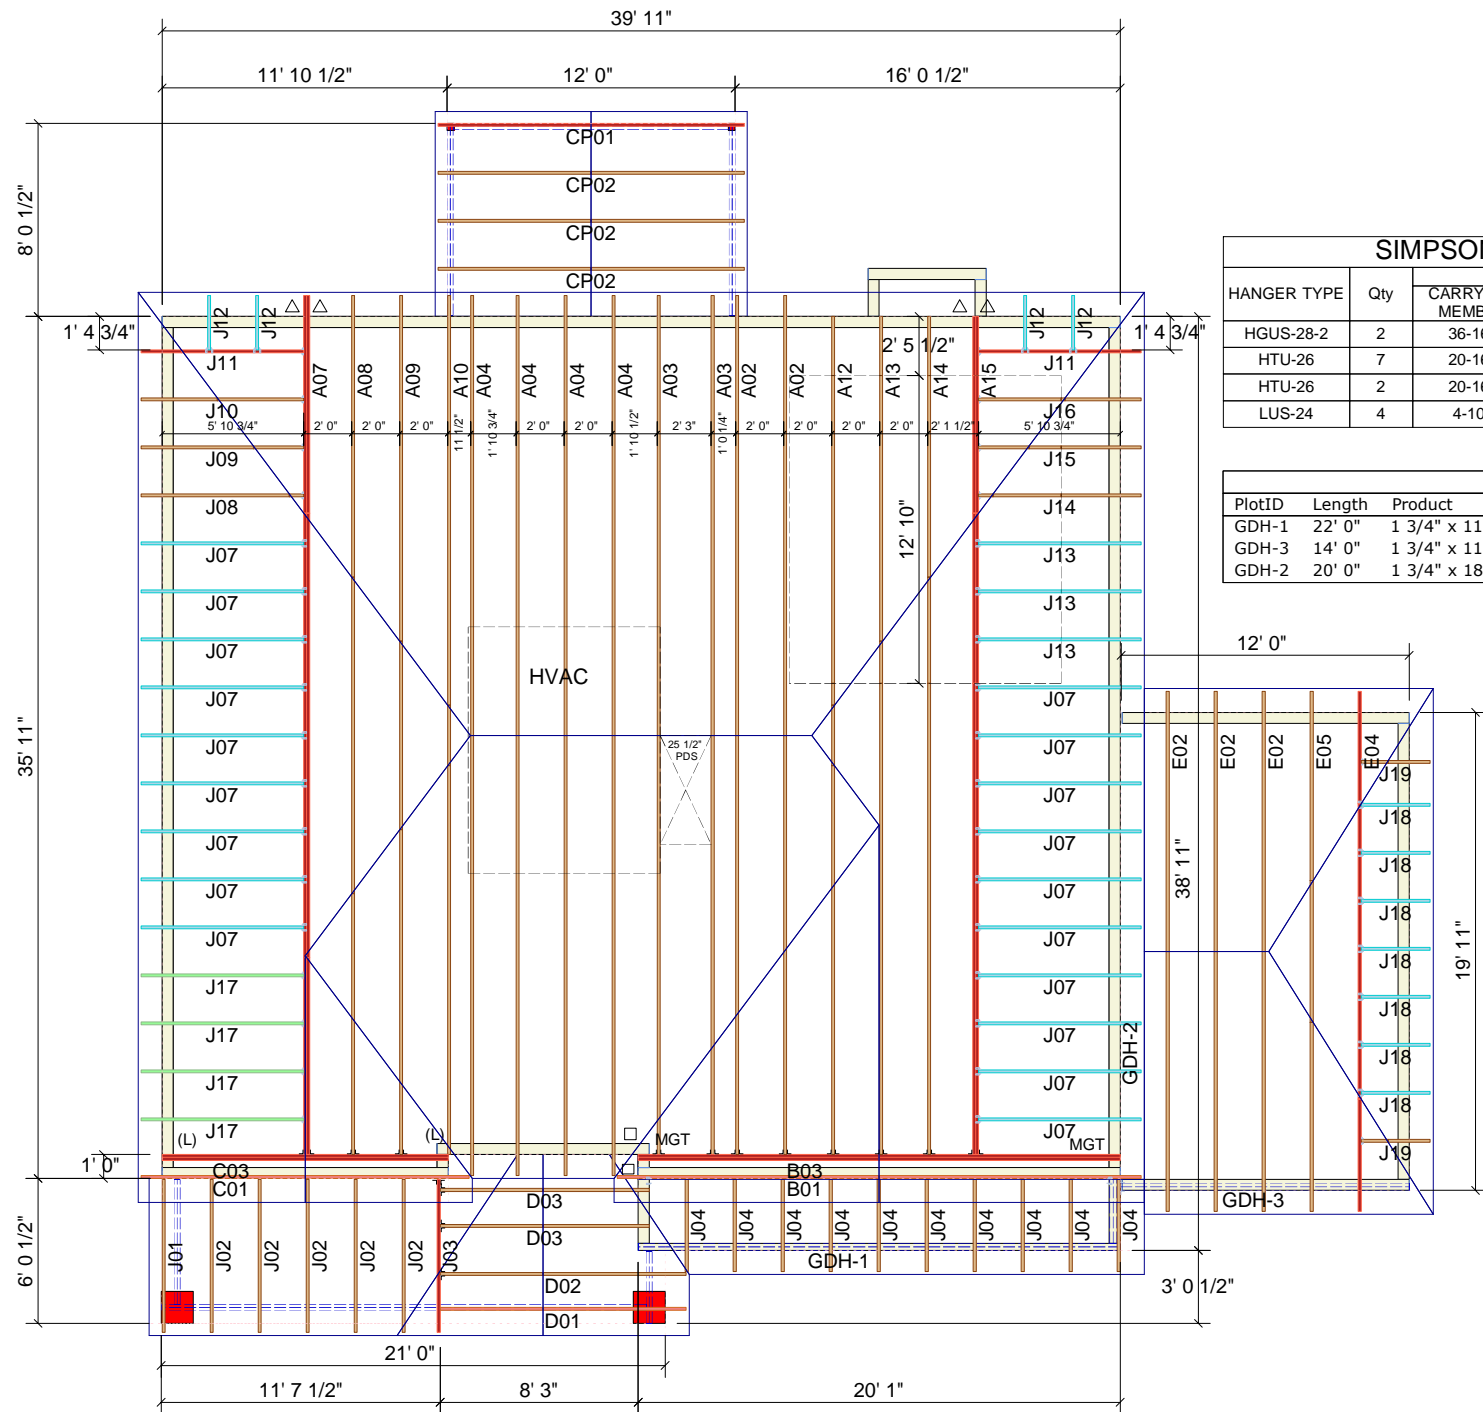 39' 11"
11' 10 1/2"
12' 0"
16' 0 1/2"
8' 0 1/2"
CP01
CP02
CP02
CP02
SIMPSO
HANGER TYPE Qty CARRY
MEMB
HGUS-28-2 2 36-16
HTU-26 7 20-16
HTU-26 2 20-16
LUS-24 4 4-10
PlotID Length Product
GDH-1 22' 0" 1 3/4" x 11
GDH-3 14' 0" 1 3/4" x 11
GDH-2 20' 0" 1 3/4" x 18
J12
J12
J12
J12
1' 4 3/4"
1' 4 3/4"
2' 5 1/2"
J11
J11
A07
A08
A09
A10
A04
A04
A04
A04
A03
A03
A02
A02
A12
A13
A14
A15
J10
J16
5' 10 3/4"
2' 0"
2' 0"
2' 0"
11 1/2"
1' 10 3/4"
2' 0"
2' 0"
1' 10 1/2"
2' 3"
1' 0 1/4"
2' 0"
2' 0"
2' 0"
2' 0"
2' 1 1/2"
5' 10 3/4"
J09
J15
J08
J14
12' 10"
J07
J13
J07
J13
J07
J13
12' 0"
HVAC
J07
J07
J07
J07
25 1/2"
PDS
J07
J07
J07
J07
J07
J07
J07
J07
J17
J07
J17
J07
J17
J07
J17
J07
35' 11"
38' 11"
19' 11"
E02
E02
E02
E05
E04
J19
J18
J18
J18
J18
J18
J18
J18
J19
GDH-2
GDH-3
(L)
(L)
MGT
MGT
1' 0"
C03
C01
B03
B01
D03
D03
D02
D01
J01
J02
J02
J02
J02
J02
J03
J04
J04
J04
J04
J04
J04
J04
J04
J04
J04
GDH-1
6' 0 1/2"
3' 0 1/2"
21' 0"
11' 7 1/2"
8' 3"
20' 1"